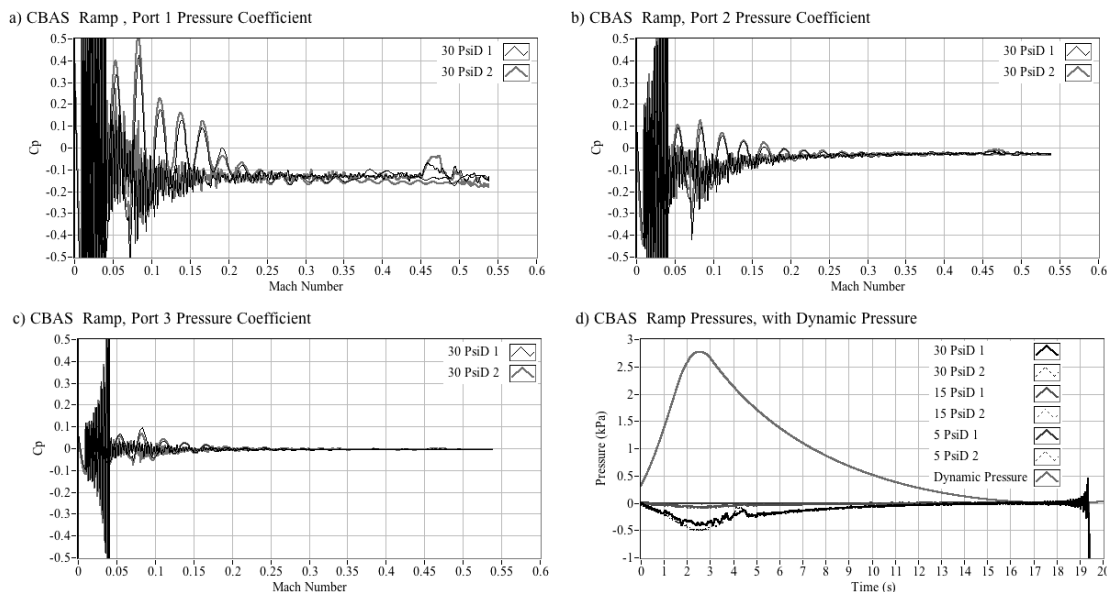 a) CBAS Ramp , Port 1 Pressure Coefficient
0.5
0.4
0.3
0.2
0.1
0
-0.1
-0.2
-0.3
-0.4
-0.5
Cp
30 PsiD 1
30 PsiD 2
0 0.05 0.1 0.15 0.2 0.25 0.3 0.35 0.4 0.45 0.5 0.55 0.6
Mach Number
b) CBAS Ramp, Port 2 Pressure Coefficient
0.5
0.4
0.3
0.2
0.1
0
-0.1
-0.2
-0.3
-0.4
-0.5
Cp
30 PsiD 1
30 PsiD 2
0 0.05 0.1 0.15 0.2 0.25 0.3 0.35 0.4 0.45 0.5 0.55 0.6
Mach Number
c) CBAS Ramp, Port 3 Pressure Coefficient
0.5
0.4
0.3
0.2
0.1
0
-0.1
-0.2
-0.3
-0.4
-0.5
Cp
30 PsiD 1
30 PsiD 2
0 0.05 0.1 0.15 0.2 0.25 0.3 0.35 0.4 0.45 0.5 0.55 0.6
Mach Number
d) CBAS Ramp Pressures, with Dynamic Pressure
3
2.5
2
1.5
1
0.5
0
-0.5
-1
Pressure (kPa)
30 PsiD 1
30 PsiD 2
15 PsiD 1
15 PsiD 2
5 PsiD 1
5 PsiD 2
Dynamic Pressure
0 1 2 3 4 5 6 7 8 9 10 11 12 13 14 15 16 17 18 19 20
Time (s)